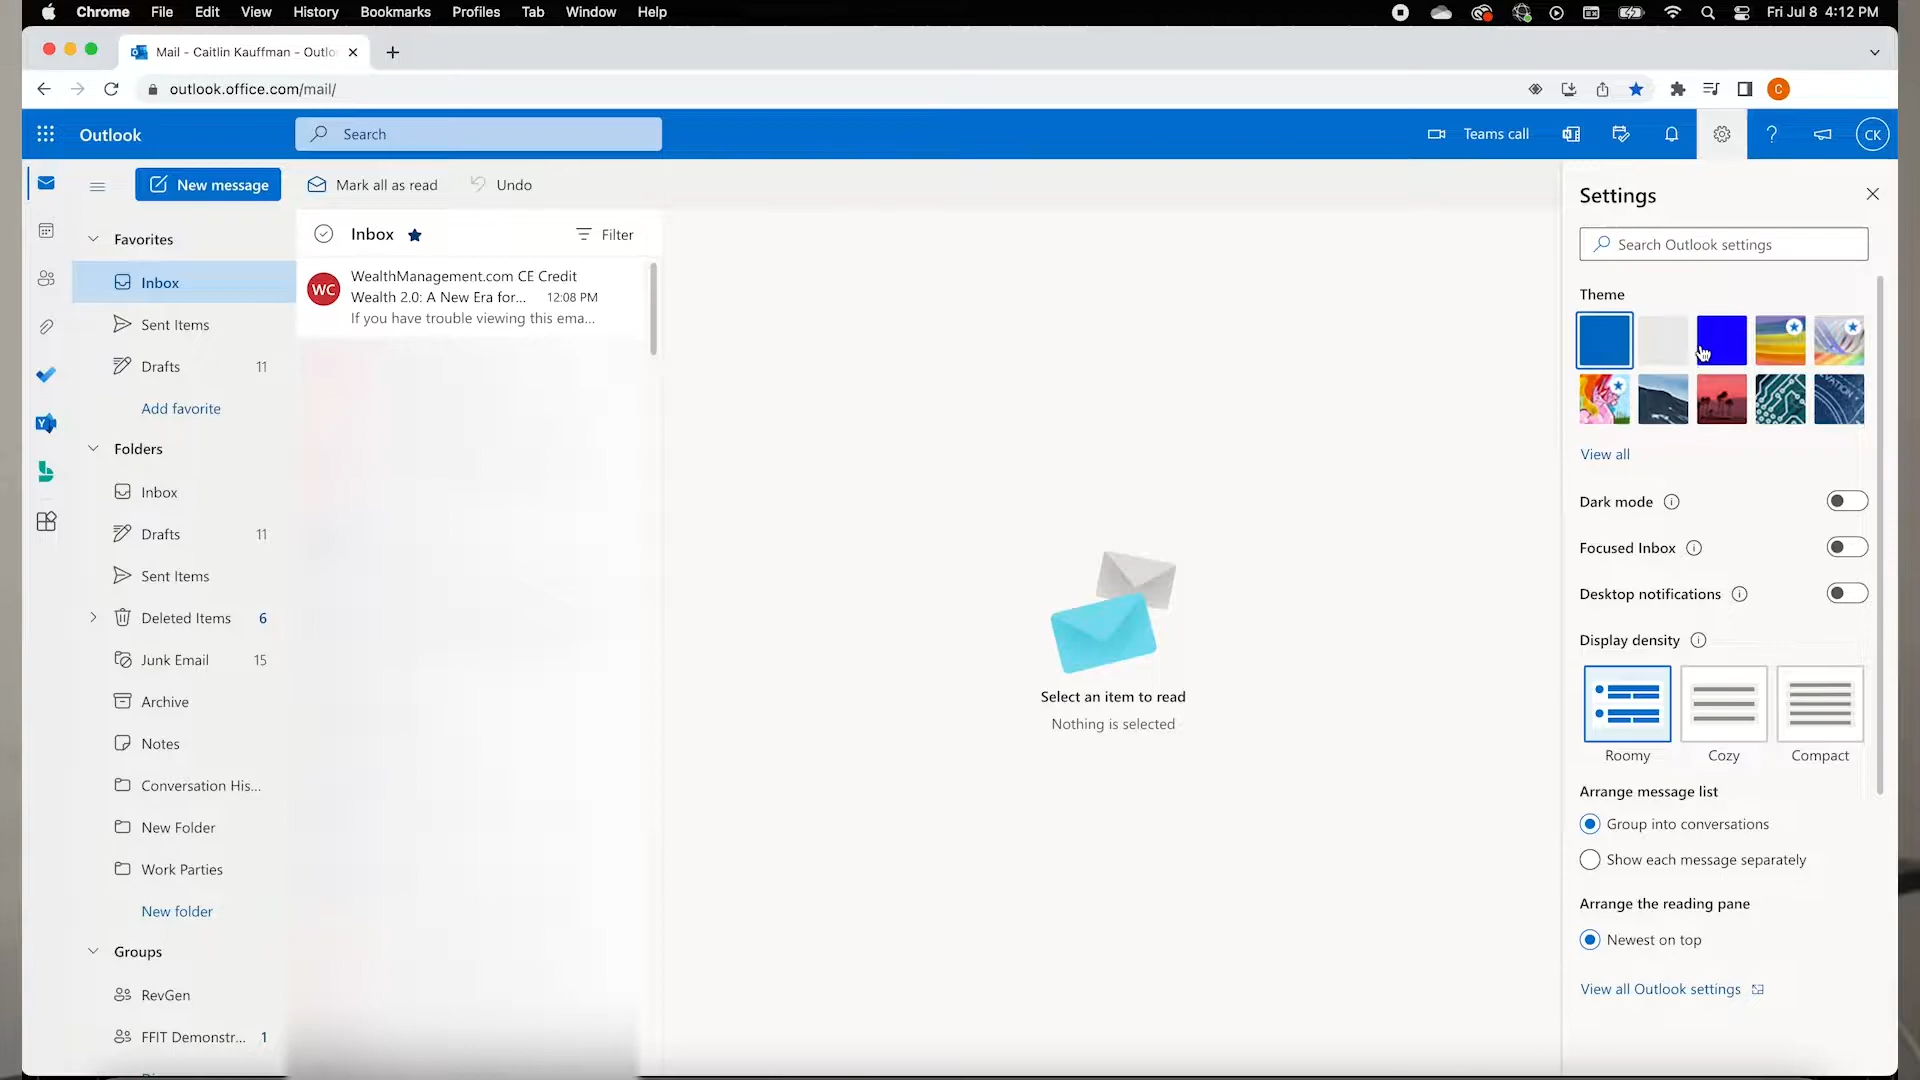 Chrome File Edit View History Bookmarks Profiles Tab Window Help Fri Jul 8 4:12 PM
Mail - Caitlin Kauffman - Outlo
outlook.office.com/mail/
C
Outlook
Search
Teams call
CK
New message
Mark all as read
Undo
Favorites
Inbox
Sent Items
Drafts 11
Add favorite
Folders
Inbox
Drafts 11
Sent Items
Deleted Items 6
Junk Email 15
Archive
Notes
Conversation His...
New Folder
Work Parties
New folder
Groups
RevGen
FFIT Demonstr... 1
Inbox
Filter
WC
WealthManagement.com CE Credit
Wealth 2.0: A New Era for... 12:08 PM
If you have trouble viewing this ema...
Select an item to read
Nothing is selected
Settings
Search Outlook settings
Theme
View all
Dark mode
Focused Inbox
Desktop notifications
Display density
Roomy Cozy Compact
Arrange message list
Group into conversations
Show each message separately
Arrange the reading pane
Newest on top
View all Outlook settings